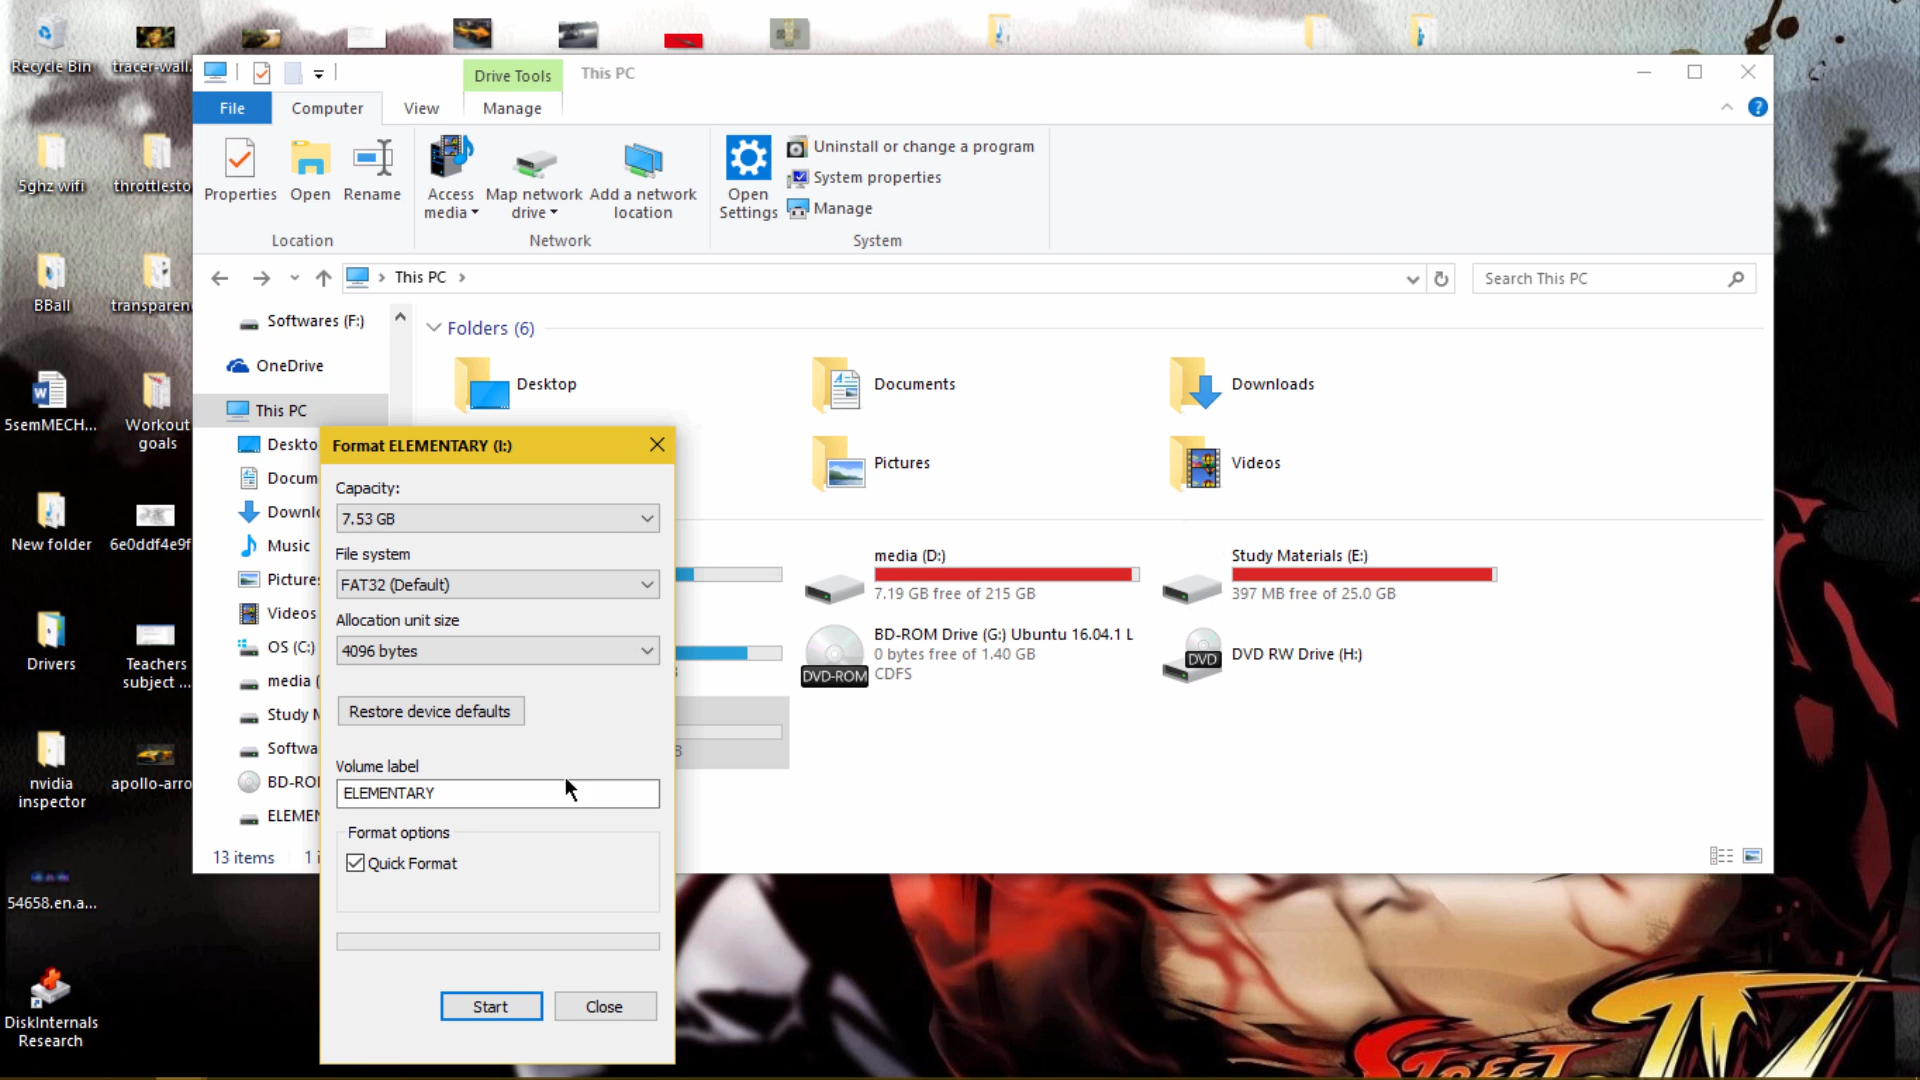 Recycle Bin
tracer-wall.
5ghz wifi
throttlesto
BBall
transparen
5semMECH...
Workout
goals
New folder
6e0ddf4e9f
Drivers
Teachers
subject ...
nvidia
inspector
apollo-arro
54658.en.a...
DiskInternals
Research
Drive Tools
This PC
File
Computer
View
Manage
Properties
Open
Rename
Access
media
Map network
drive
Add a network
location
Open
Settings
Uninstall or change a program
System properties
Manage
Location
Network
System
This PC
Search This PC
Softwares (F:)
OneDrive
This PC
Deskto
Docum
Downlo
Music
Pictures
Videos
OS (C:)
media (
Study M
Softwa
BD-ROM
ELEMEN
Folders (6)
Desktop
Documents
Downloads
Pictures
Videos
media (D:)
7.19 GB free of 215 GB
Study Materials (E:)
397 MB free of 25.0 GB
BD-ROM Drive (G:) Ubuntu 16.04.1 L
0 bytes free of 1.40 GB
CDFS
DVD-ROM
DVD
DVD RW Drive (H:)
13 items
Format ELEMENTARY (I:)
Capacity:
7.53 GB
File system
FAT32 (Default)
Allocation unit size
4096 bytes
Restore device defaults
Volume label
ELEMENTARY
Format options
Quick Format
Start
Close
STREET
IV